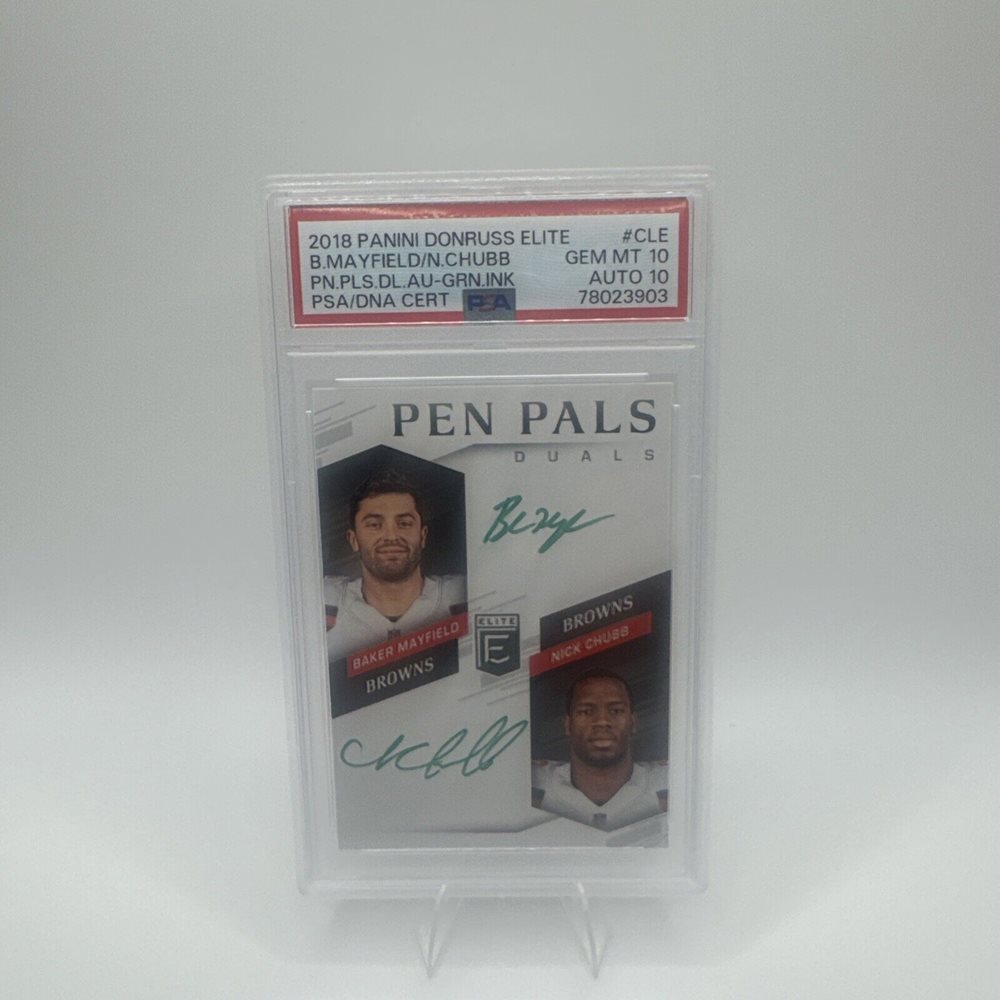 2018 PANINI DONRUSS ELITE #CLE
B.MAYFIELD/N.CHUBB GEM MT 10
PN.PLS.DL.AU-GRN.INK AUTO 10
PSA/DNA CERT PSA 78023903
PEN PALS
DUALS
BAKER MAYFIELD
BROWNS
ELITE
E
BROWNS
NICK CHUBB